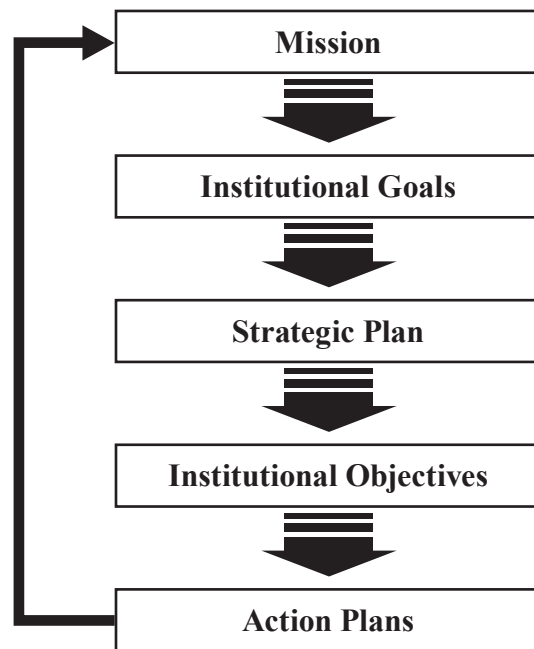 Mission
Institutional Goals
Strategic Plan
Institutional Objectives
Action Plans